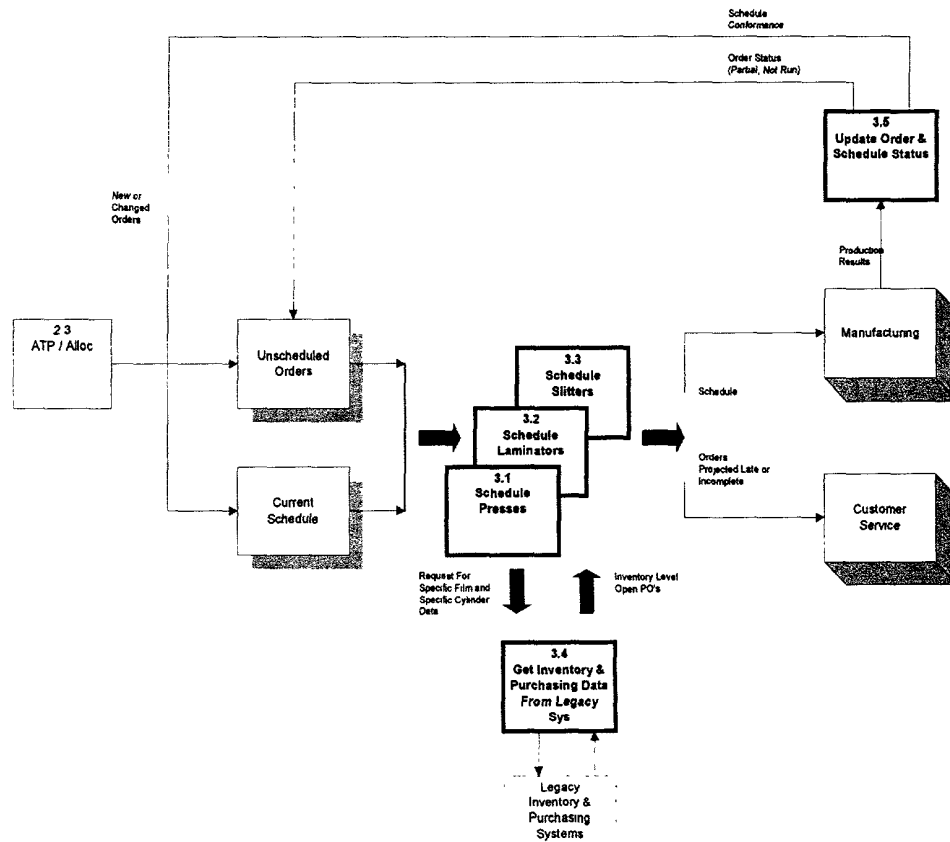 Schedule
Conformance
Order Status
(Partial, Not Run)
3.5
Update Order &
Schedule Status
New or
Changed
Orders
Production
Results
2.3
ATP / Alloc
Unscheduled
Orders
Manufacturing
3.3
Schedule
Slitters
Schedule
3.2
Schedule
Laminators
Orders
Projected Late or
Incomplete
3.1
Schedule
Presses
Current
Schedule
Customer
Service
Request For
Specific Film and
Specific Cylinder
Data
Inventory Level
Open PO's
3.4
Get Inventory &
Purchasing Data
From Legacy
Sys
Legacy
Inventory &
Purchasing
Systems